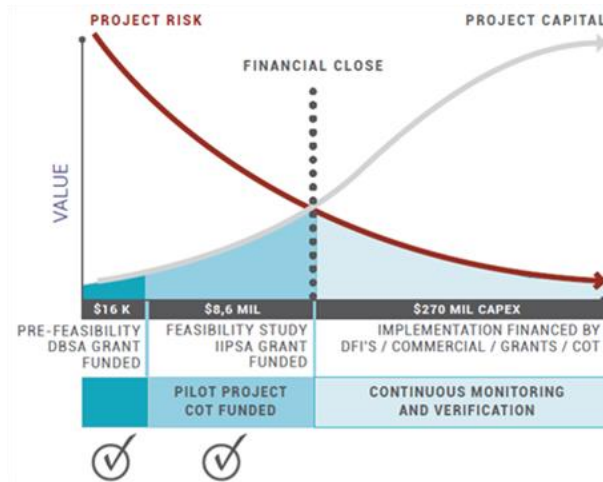 PROJECT RISK
PROJECT CAPITAL
FINANCIAL CLOSE
VALUE
$16 K
$8,6 MIL
$270 MIL CAPEX
PRE-FEASIBILITY
DBSA GRANT
FUNDED
FEASIBILITY STUDY
IIPSA GRANT
FUNDED
IMPLEMENTATION FINANCED BY
DFI'S / COMMERCIAL / GRANTS / COT
PILOT PROJECT
COT FUNDED
CONTINUOUS MONITORING
AND VERIFICATION